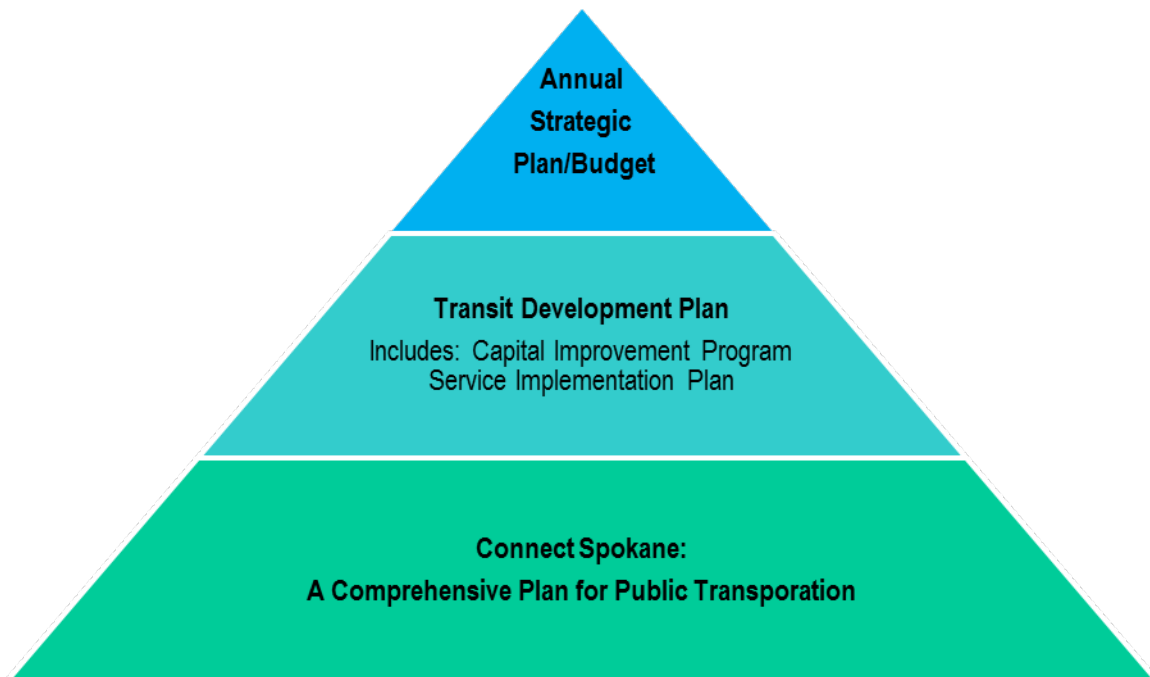 Annual
Strategic
Plan/Budget
Transit Development Plan
Includes: Capital Improvement Program
Service Implementation Plan
Connect Spokane:
A Comprehensive Plan for Public Transporation